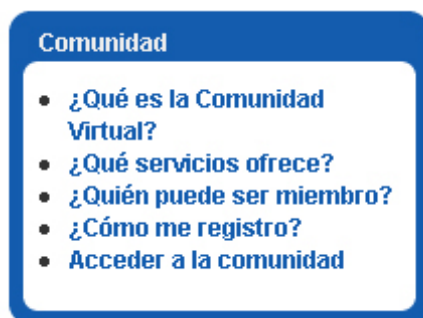 Comunidad
• ¿Qué es la Comunidad
Virtual?
• ¿Qué servicios ofrece?
• ¿Quién puede ser miembro?
• ¿Cómo me registro?
• Acceder a la comunidad